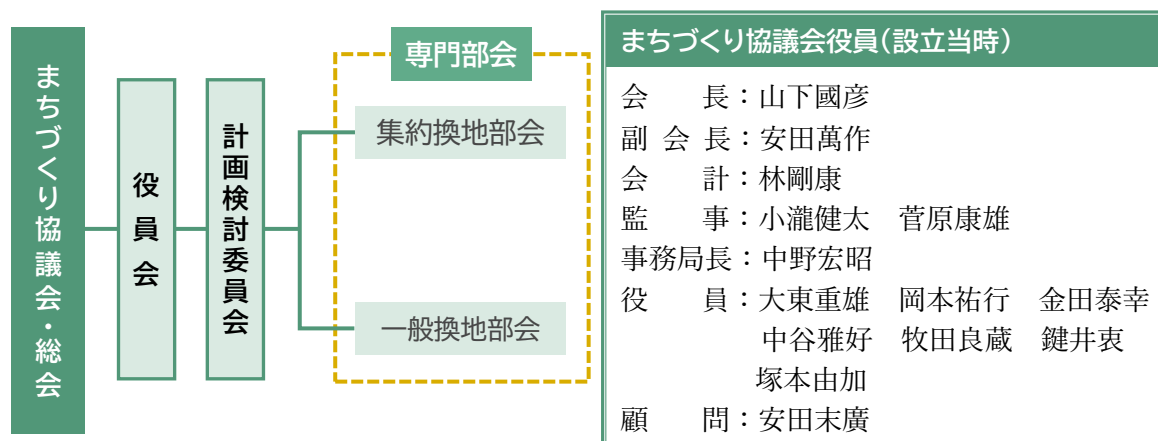 まちづくり協議会・総会
役員会
計画検討委員会
専門部会
集約換地部会
一般換地部会
まちづくり協議会役員(設立当時)
会長:山下國彦
副会長:安田萬作
会計:林剛康
監事:小瀧健太 菅原康雄
事務局長:中野宏昭
役員:大東重雄 岡本祐行 金田泰幸
中谷雅好 牧田良蔵 鍵井衷
塚本由加
顧問:安田末廣